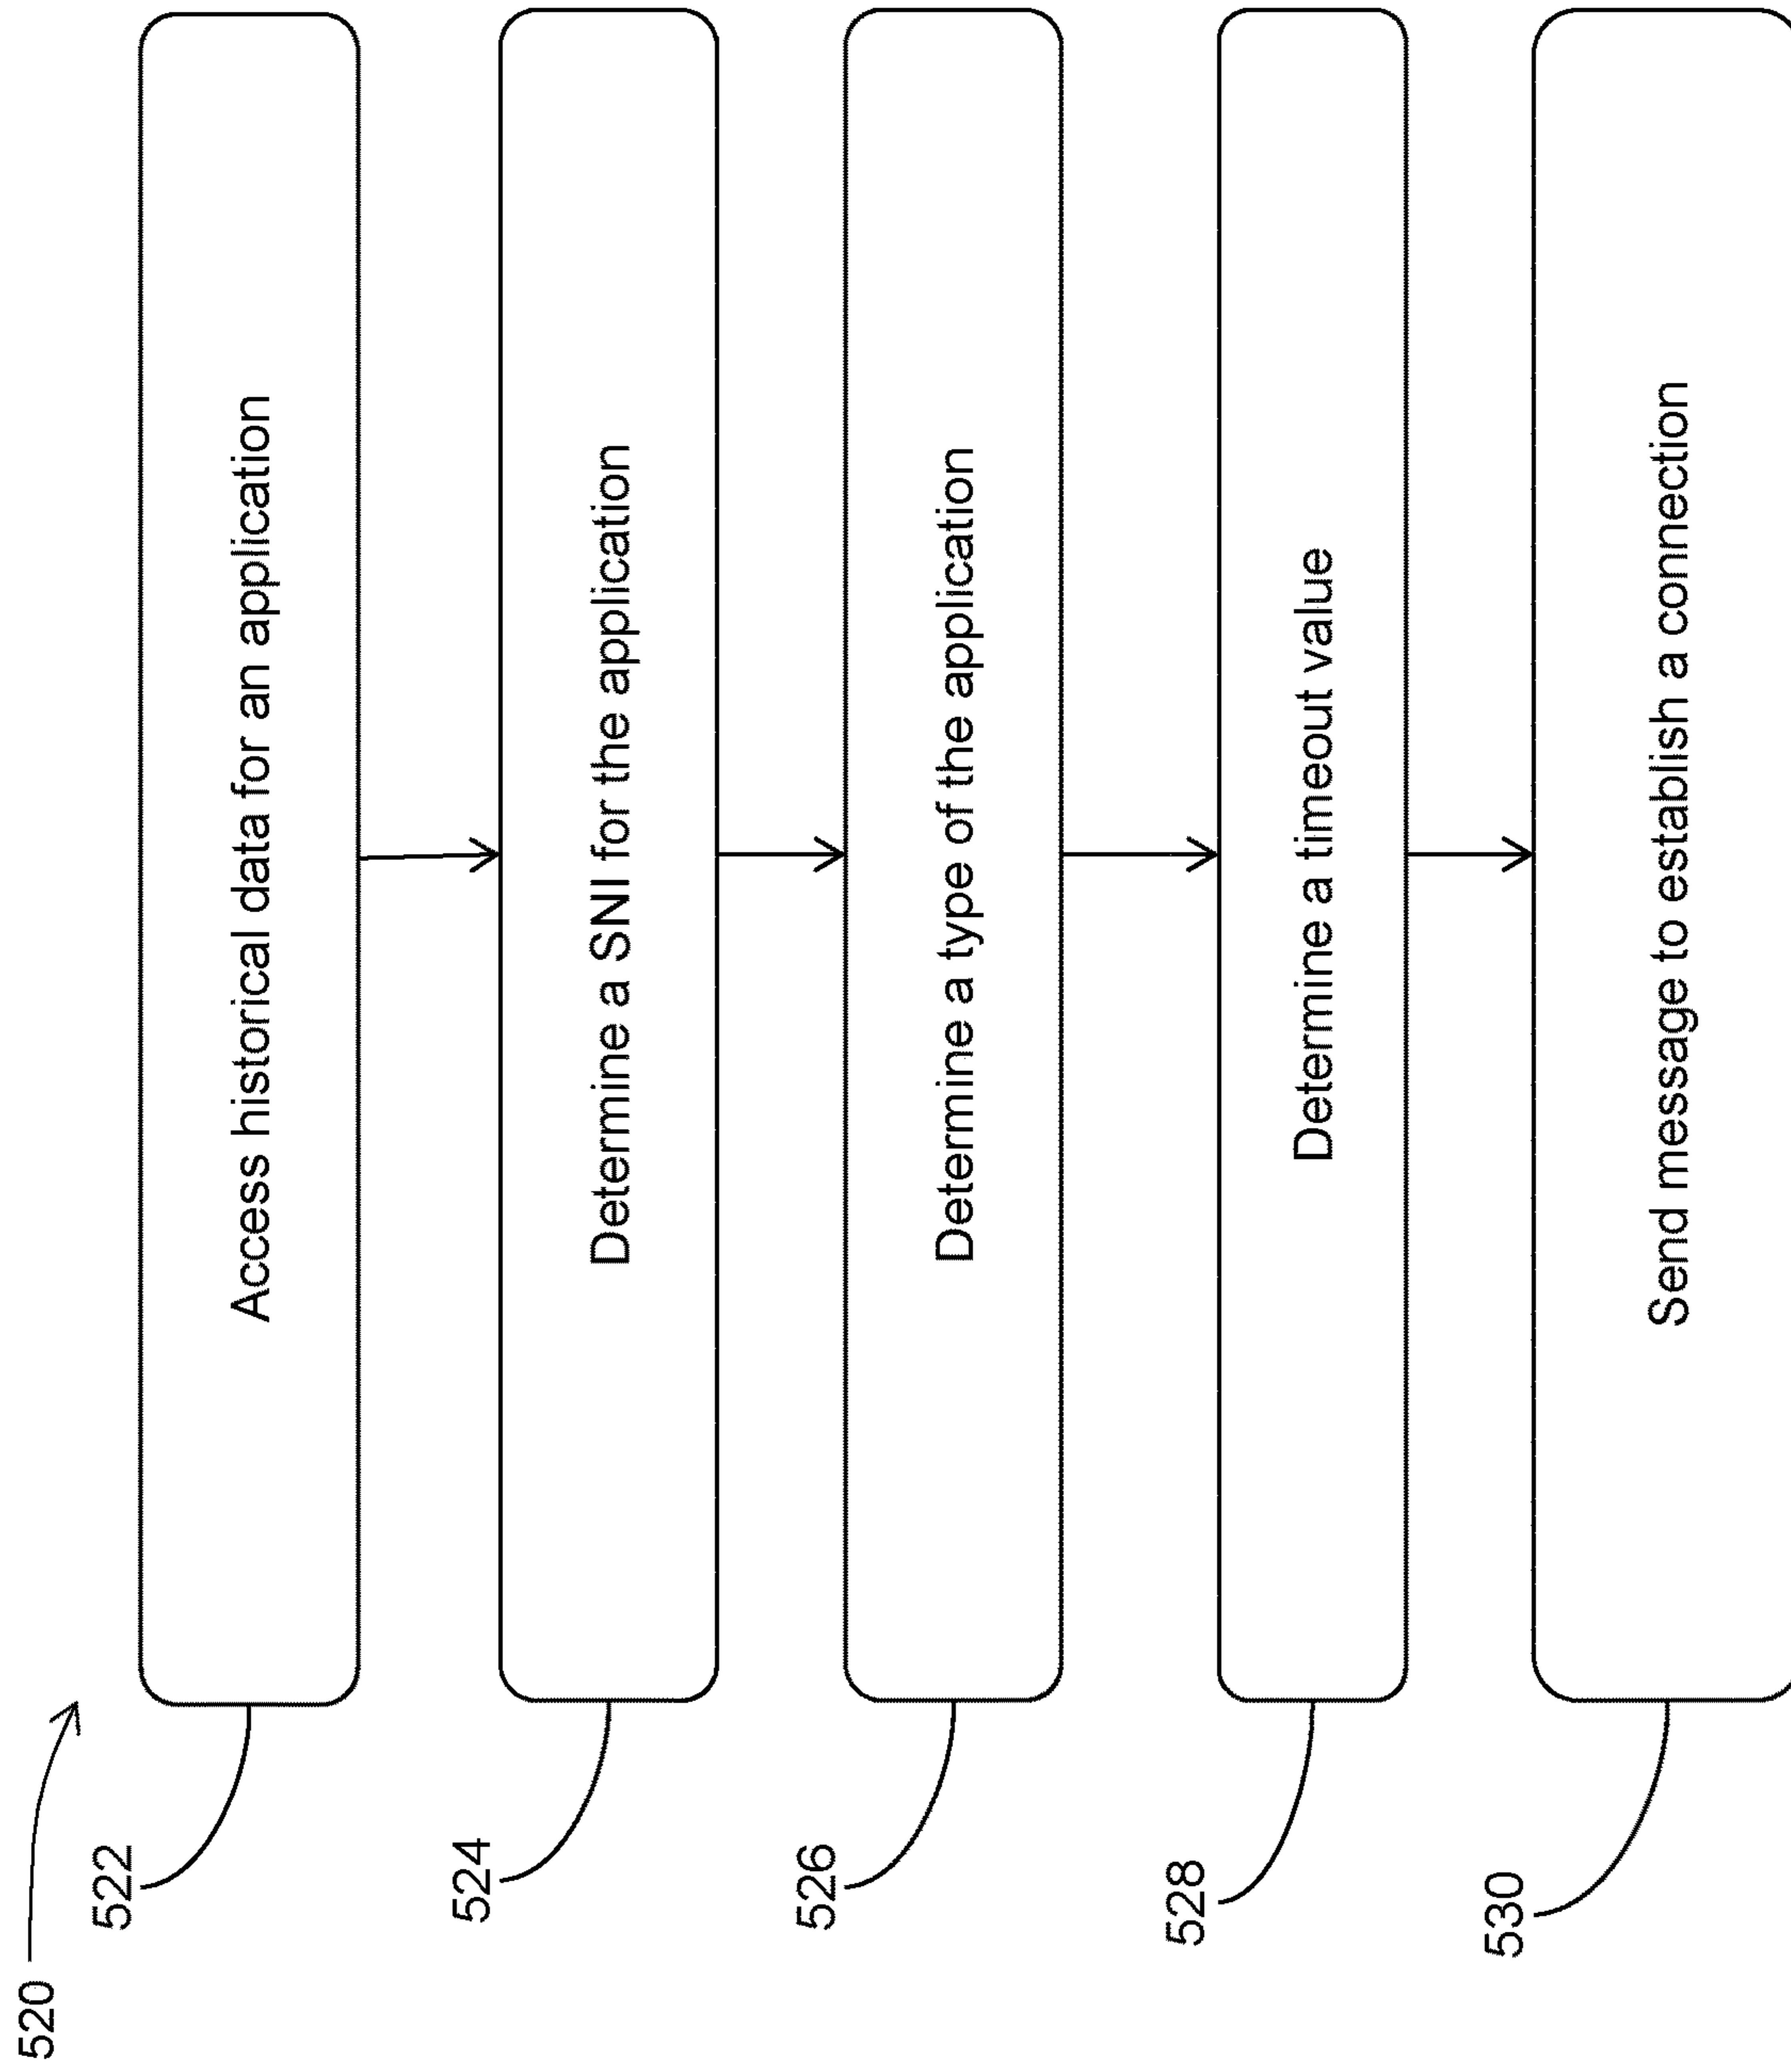 520
522
Access historical data for an application
524
Determine a SNI for the application
526
Determine a type of the application
528
Determine a timeout value
530
Send message to establish a connection